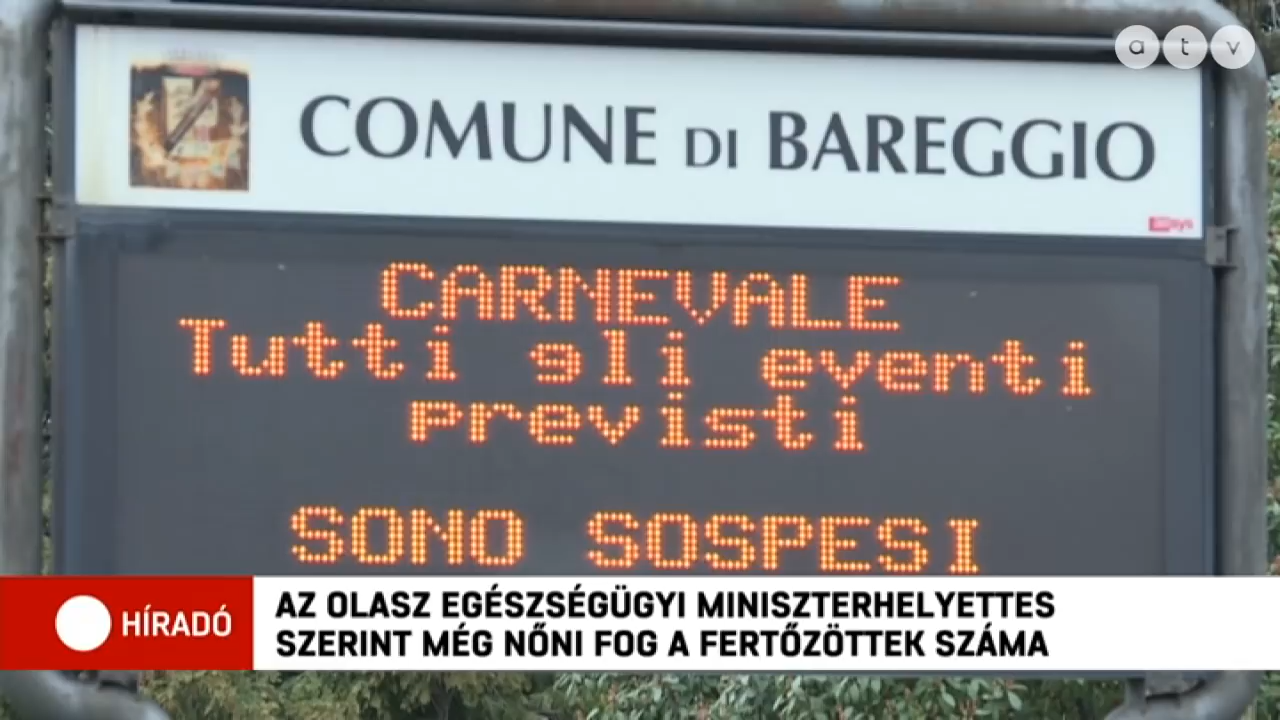 atv
COMUNE DI BAREGGIO
CARNEVALE
Tutti gli eventi
previsti
SONO SOSPESI
HÍRADÓ
AZ OLASZ EGÉSZSÉGÜGYI MINISZTERHELYETTES
SZERINT MÉG NŐNI FOG A FERTŐZÖTTEK SZÁMA